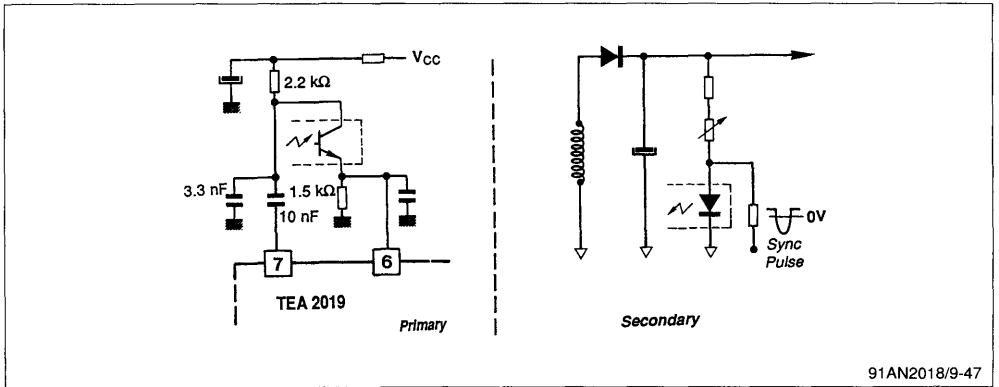 VCC
2.2 kΩ
3.3 nF
1.5 kΩ
10 nF
7
6
TEA 2019
Primary
0V
Sync
Pulse
Secondary
91AN2018/9-47